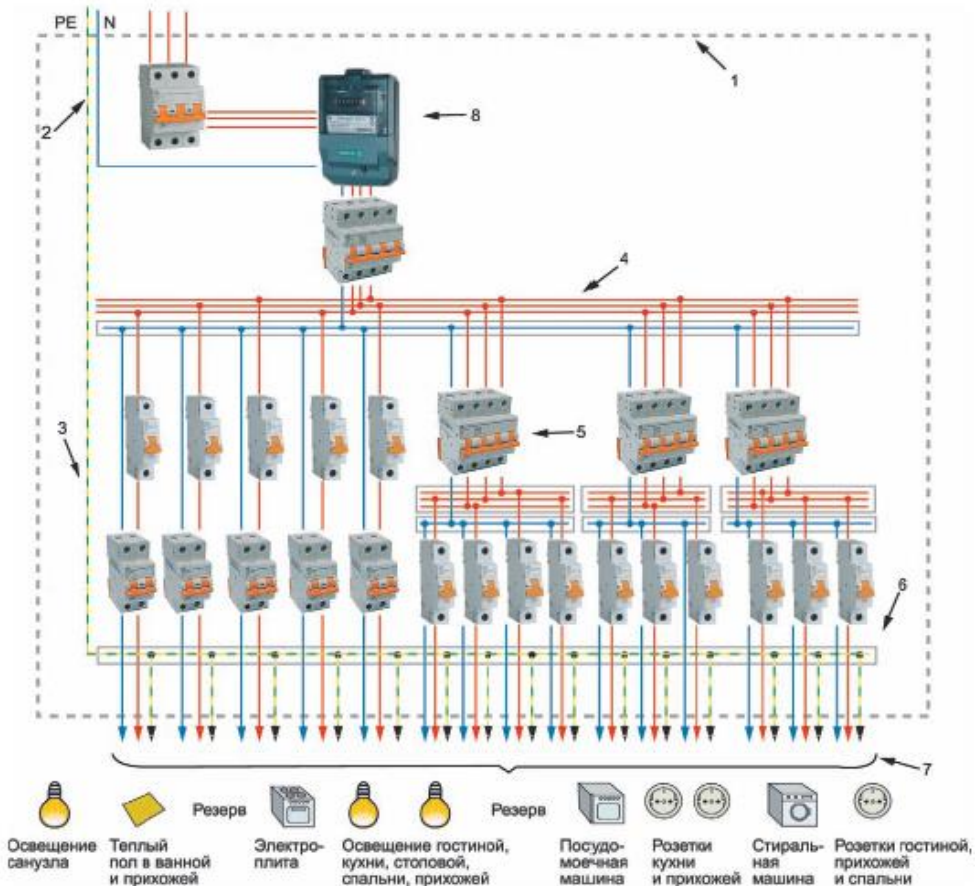 PE N
1
2
8
4
3
5
6
7
Освещение
санузла
Теплый
пол в ванной
и прихожей
Резерв
Электро-
плита
Освещение гостиной,
кухни, столовой,
спальни, прихожей
Резерв
Посудо-
моечная
машина
Розетки
кухни
и прихожей
Стираль-
ная
машина
Розетки гостиной,
прихожей
и спальни